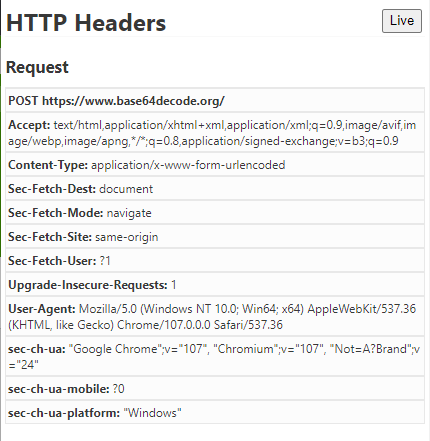 HTTP Headers
Live
Request
POST https://www.base64decode.org/
Accept: text/html,application/xhtml+xml,application/xml;q=0.9,image/avif,im
age/webp,image/apng,*/*;q=0.8,application/signed-exchange;v=b3;q=0.9
Content-Type: application/x-www-form-urlencoded
Sec-Fetch-Dest: document
Sec-Fetch-Mode: navigate
Sec-Fetch-Site: same-origin
Sec-Fetch-User: ?1
Upgrade-Insecure-Requests: 1
User-Agent: Mozilla/5.0 (Windows NT 10.0; Win64; x64) AppleWebKit/537.36
(KHTML, like Gecko) Chrome/107.0.0.0 Safari/537.36
sec-ch-ua: "Google Chrome";v="107", "Chromium";v="107", "Not=A?Brand";v
="24"
sec-ch-ua-mobile: ?0
sec-ch-ua-platform: "Windows"